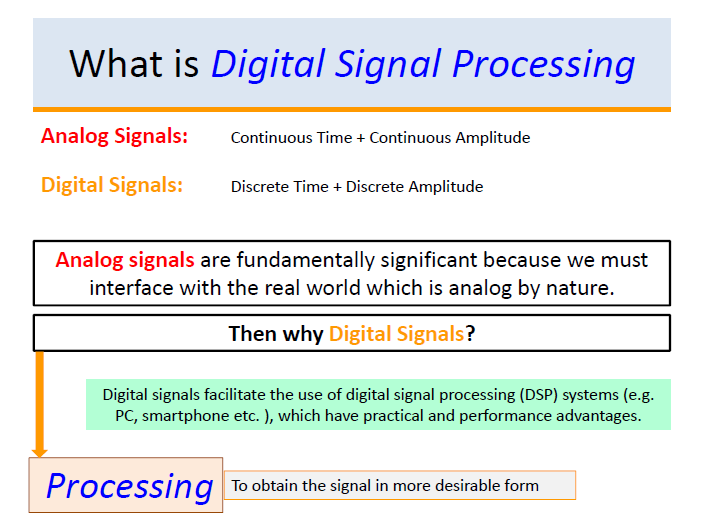 What is Digital Signal Processing
Analog Signals: Continuous Time + Continuous Amplitude
Digital Signals: Discrete Time + Discrete Amplitude
Analog signals are fundamentally significant because we must
interface with the real world which is analog by nature.
Then why Digital Signals?
Digital signals facilitate the use of digital signal processing (DSP) systems (e.g.
PC, smartphone etc. ), which have practical and performance advantages.
Processing To obtain the signal in more desirable form